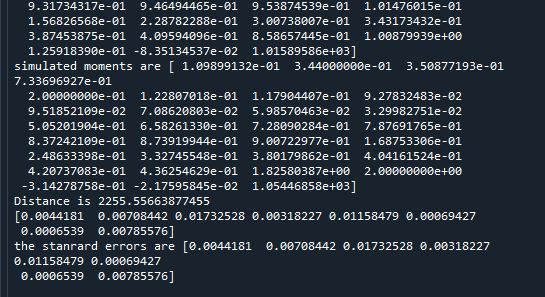 9.31734317e-01 9.46494465e-01 9.53874539e-01 1.01476015e-01
1.56826568e-01 2.28782288e-01 3.00738007e-01 3.43173432e-01
3.87453875e-01 4.09594096e-01 8.58657445e-01 1.00879939e+00
1.25918390e-01 -8.35134537e-02 1.01589586e+03]
simulated moments are [ 1.09899132e-01 3.44000000e-01 3.50877193e-01
7.33696927e-01
2.00000000e-01 1.22807018e-01 1.17904407e-01 9.27832483e-02
9.51852109e-02 7.08620803e-02 5.98570463e-02 3.29982751e-02
5.05201904e-01 6.58261330e-01 7.28090284e-01 7.87691765e-01
8.37242109e-01 8.73919944e-01 9.00722977e-01 1.68753306e-01
2.48633398e-01 3.32745548e-01 3.80179862e-01 4.04161524e-01
4.20737083e-01 4.36254629e-01 1.82580387e+00 2.00000000e+00
-3.14278758e-01 -2.17595845e-02 1.05446858e+03]
Distance is 2255.55663877455
[0.0044181 0.00708442 0.01732528 0.00318227 0.01158479 0.00069427
0.0006539 0.00785576]
the stanrard errors are [0.0044181 0.00708442 0.01732528 0.00318227
0.01158479 0.00069427
0.0006539 0.00785576]